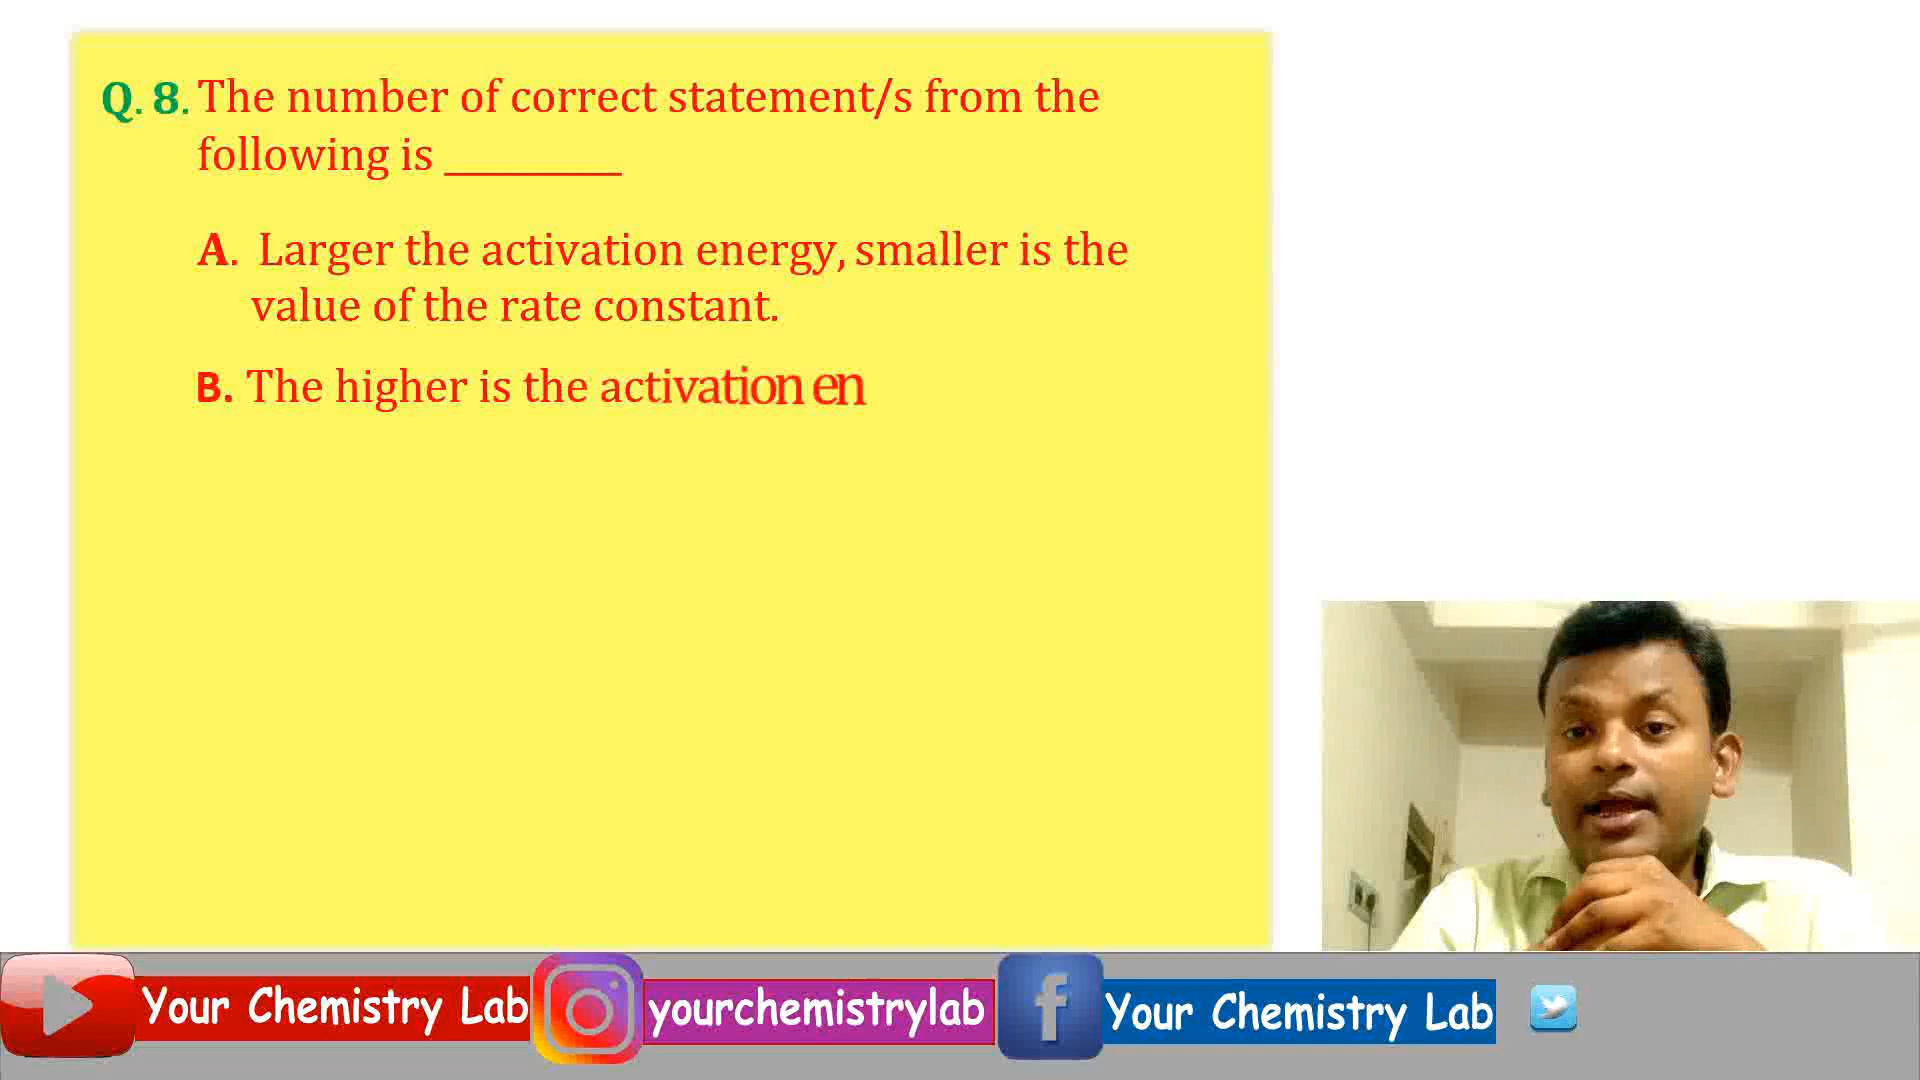 Q. 8. The number of correct statement/s from the
following is __________
A. Larger the activation energy, smaller is the
value of the rate constant.
B. The higher is the activation en
Your Chemistry Lab
yourchemistrylab
f
Your Chemistry Lab